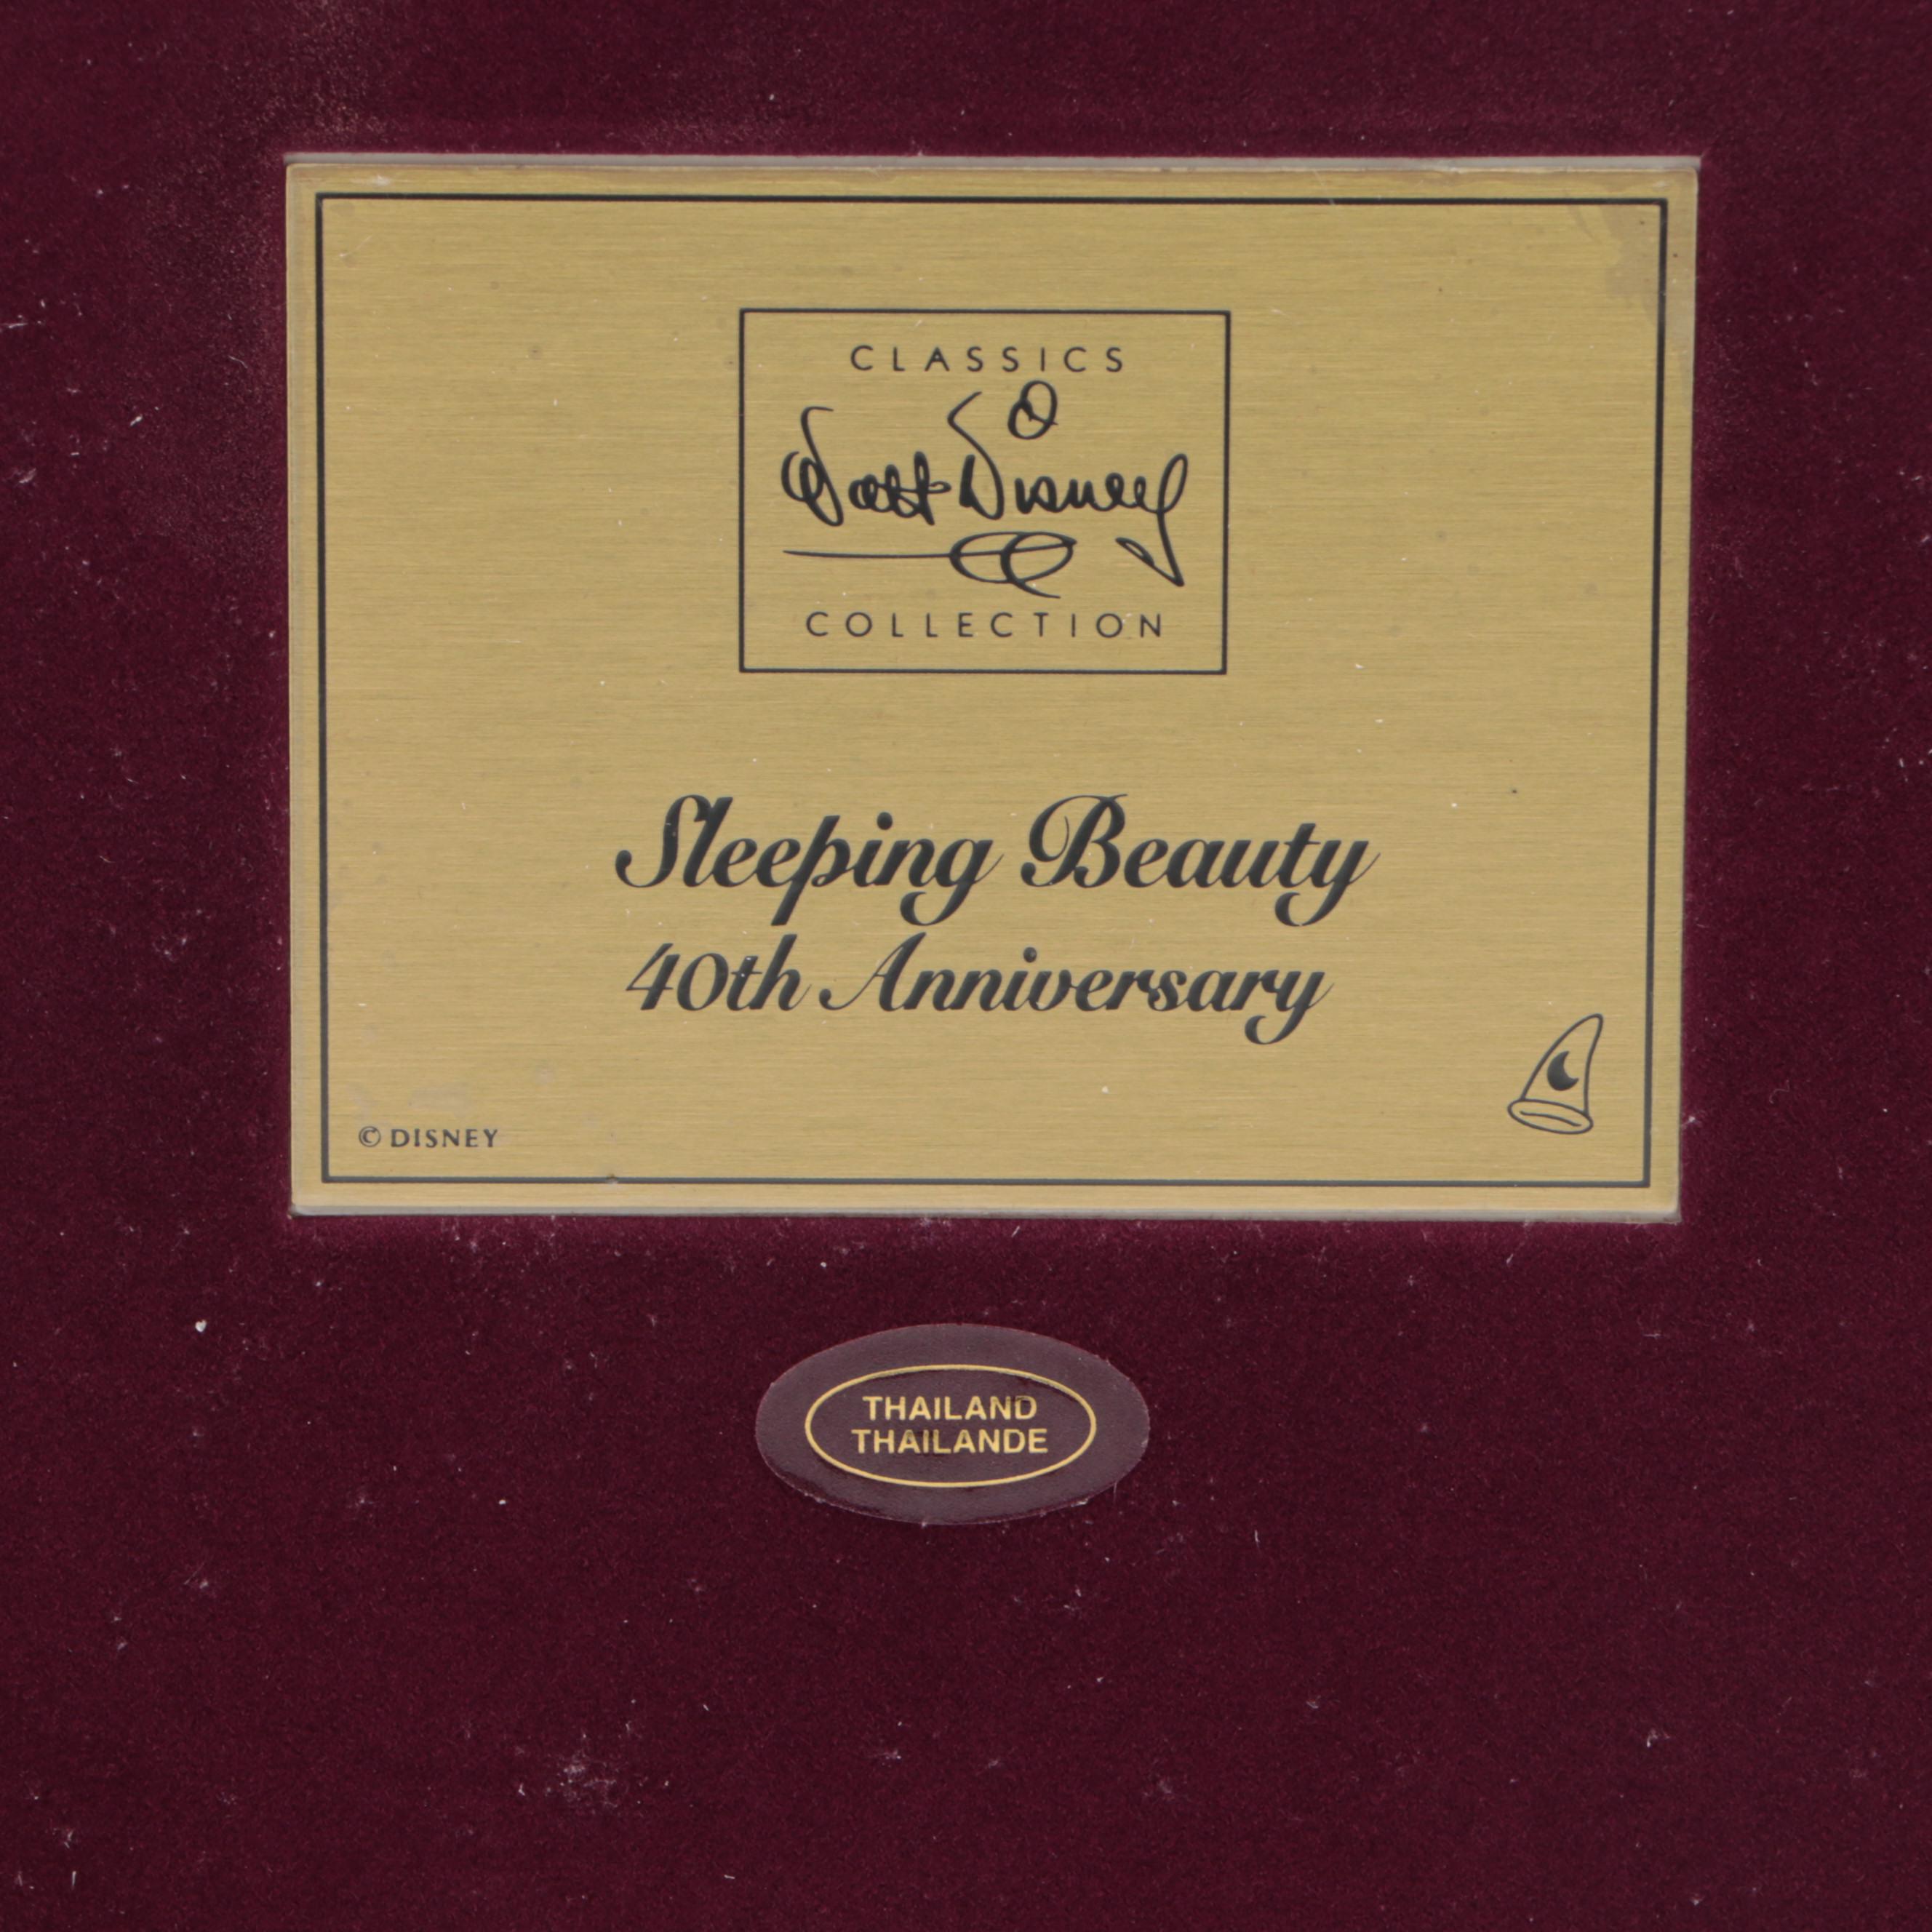 CLASSICS
Walt Disney
COLLECTION
Sleeping Beauty
40th Anniversary
© DISNEY
THAILAND
THAILANDE